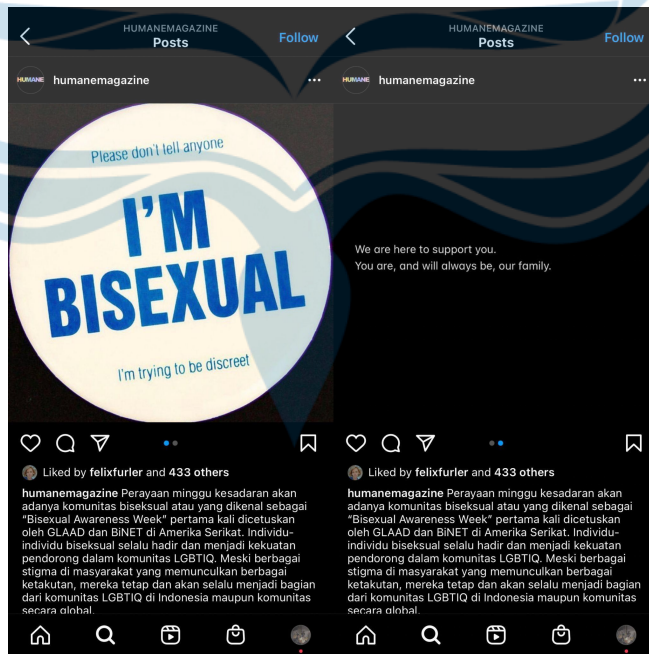 HUMANEMAGAZINE
Posts
Follow
HUMANE
humanemagazine
Please don't tell anyone
I'M
BISEXUAL
I'm trying to be discreet
Liked by felixfurler and 433 others
humanemagazine Perayaan minggu kesadaran akan
adanya komunitas biseksual atau yang dikenal sebagai
"Bisexual Awareness Week" pertama kali dicetuskan
oleh GLAAD dan BiNET di Amerika Serikat. Individu-
individu biseksual selalu hadir dan menjadi kekuatan
pendorong dalam komunitas LGBTIQ. Meski berbagai
stigma di masyarakat yang memunculkan berbagai
ketakutan, mereka tetap dan akan selalu menjadi bagian
dari komunitas LGBTIQ di Indonesia maupun komunitas
secara global.
HUMANEMAGAZINE
Posts
Follow
HUMANE
humanemagazine
We are here to support you.
You are, and will always be, our family.
Liked by felixfurler and 433 others
humanemagazine Perayaan minggu kesadaran akan
adanya komunitas biseksual atau yang dikenal sebagai
"Bisexual Awareness Week" pertama kali dicetuskan
oleh GLAAD dan BiNET di Amerika Serikat. Individu-
individu biseksual selalu hadir dan menjadi kekuatan
pendorong dalam komunitas LGBTIQ. Meski berbagai
stigma di masyarakat yang memunculkan berbagai
ketakutan, mereka tetap dan akan selalu menjadi bagian
dari komunitas LGBTIQ di Indonesia maupun komunitas
secara global.